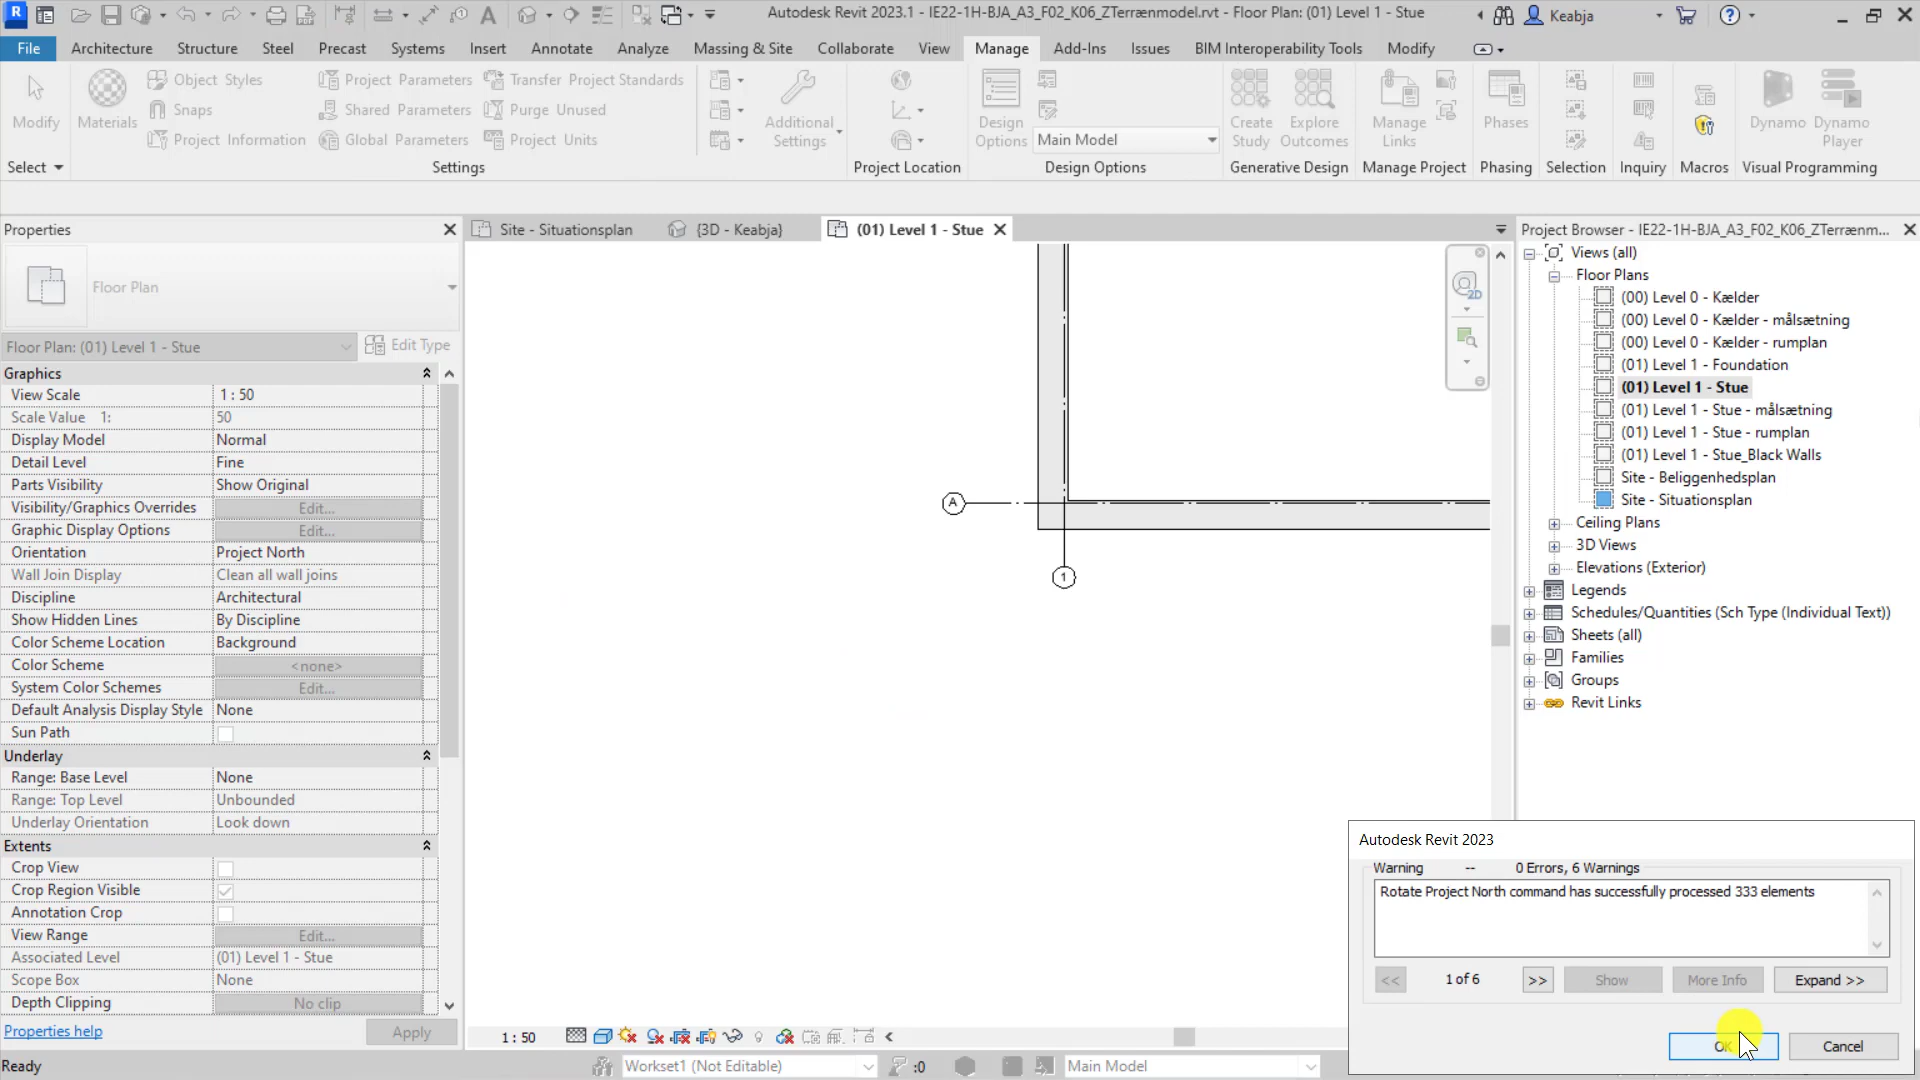 Autodesk Revit 2023.1 - IE22-1H-BJA_A3_F02_K06_ZTerrænmodel.rvt - Floor Plan: (01) Level 1 - Stue
Keabja
File Architecture Structure Steel Precast Systems Insert Annotate Analyze Massing & Site Collaborate View Manage Add-Ins Issues BIM Interoperability Tools Modify
Modify
Materials
Object Styles
Snaps
Project Information
Project Parameters
Shared Parameters
Global Parameters
Transfer Project Standards
Purge Unused
Project Units
Additional
Settings
Design
Options
Main Model
Create
Study
Explore
Outcomes
Manage
Links
Phases
Dynamo
Dynamo
Player
Select
Settings
Project Location
Design Options
Generative Design
Manage Project
Phasing
Selection
Inquiry
Macros
Visual Programming
Properties
Floor Plan
Floor Plan: (01) Level 1 - Stue
Edit Type
Graphics
View Scale 1 : 50
Scale Value 1: 50
Display Model Normal
Detail Level Fine
Parts Visibility Show Original
Visibility/Graphics Overrides Edit...
Graphic Display Options Edit...
Orientation Project North
Wall Join Display Clean all wall joins
Discipline Architectural
Show Hidden Lines By Discipline
Color Scheme Location Background
Color Scheme <none>
System Color Schemes Edit...
Default Analysis Display Style None
Sun Path
Underlay
Range: Base Level None
Range: Top Level Unbounded
Underlay Orientation Look down
Extents
Crop View
Crop Region Visible
Annotation Crop
View Range Edit...
Associated Level (01) Level 1 - Stue
Scope Box None
Depth Clipping No clip
Properties help
Apply
Site - Situationsplan
{3D - Keabja}
(01) Level 1 - Stue
2D
A
1
Project Browser - IE22-1H-BJA_A3_F02_K06_ZTerrænm...
Views (all)
Floor Plans
(00) Level 0 - Kælder
(00) Level 0 - Kælder - målsætning
(00) Level 0 - Kælder - rumplan
(01) Level 1 - Foundation
(01) Level 1 - Stue
(01) Level 1 - Stue - målsætning
(01) Level 1 - Stue - rumplan
(01) Level 1 - Stue_Black Walls
Site - Beliggenhedsplan
Site - Situationsplan
Ceiling Plans
3D Views
Elevations (Exterior)
Legends
Schedules/Quantities (Sch Type (Individual Text))
Sheets (all)
Families
Groups
Revit Links
Autodesk Revit 2023
Warning -- 0 Errors, 6 Warnings
Rotate Project North command has successfully processed 333 elements
<< 1 of 6 >> Show More Info Expand >>
OK Cancel
1 : 50
Ready
Workset1 (Not Editable)
:0
Main Model